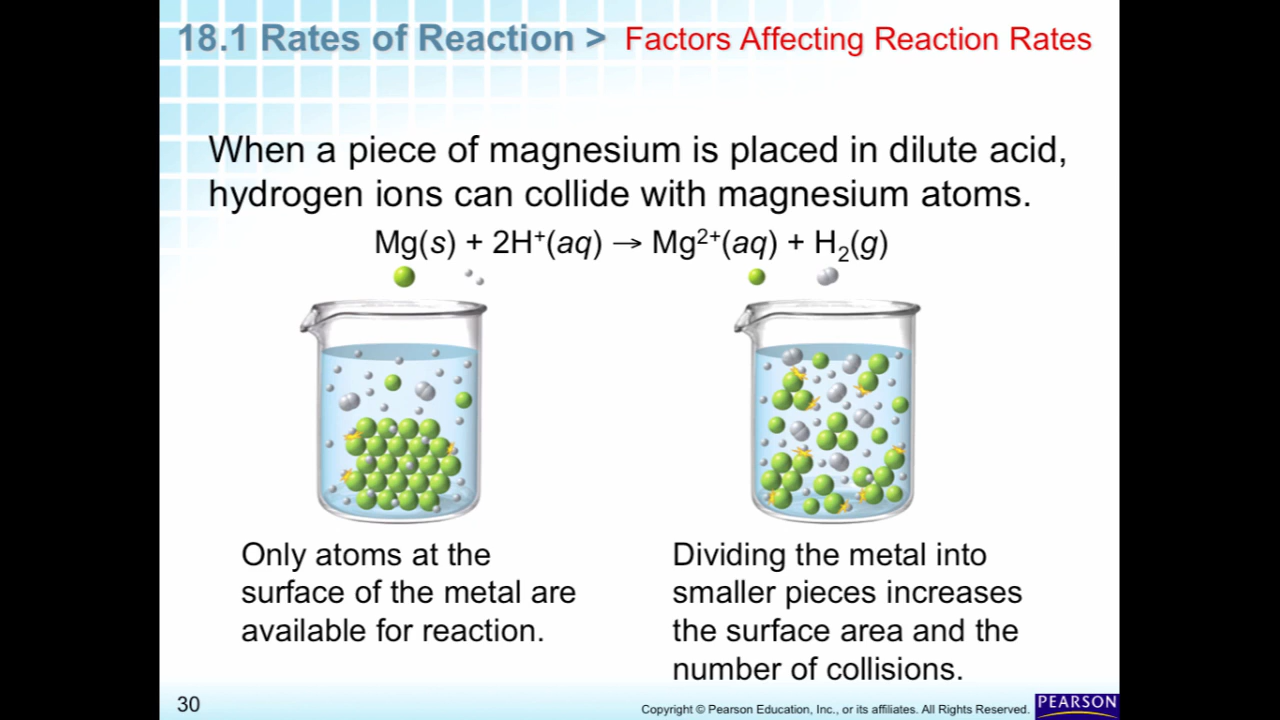 18.1 Rates of Reaction > Factors Affecting Reaction Rates
When a piece of magnesium is placed in dilute acid,
hydrogen ions can collide with magnesium atoms.
Mg(s) + 2H⁺(aq) → Mg²⁺(aq) + H₂(g)
Only atoms at the
surface of the metal are
available for reaction.
Dividing the metal into
smaller pieces increases
the surface area and the
number of collisions.
30
Copyright © Pearson Education, Inc., or its affiliates. All Rights Reserved.
PEARSON